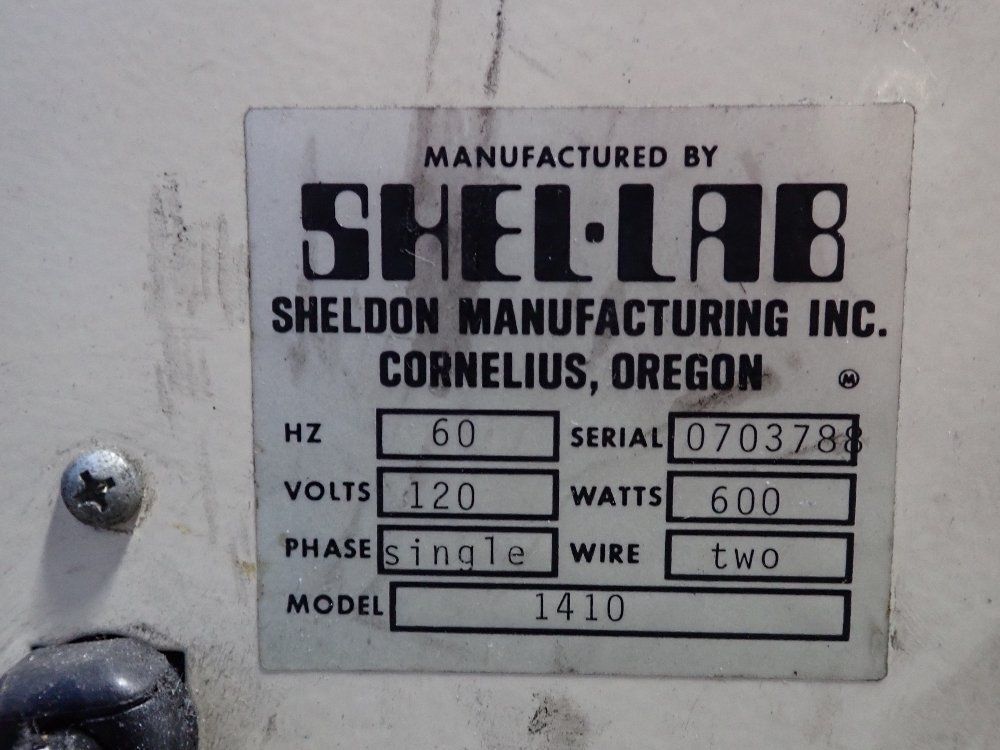 MANUFACTURED BY
SHEL·LAB
SHELDON MANUFACTURING INC.
CORNELIUS, OREGON Ⓜ
HZ 60 SERIAL 0703788
VOLTS 120 WATTS 600
PHASE single WIRE two
MODEL 1410